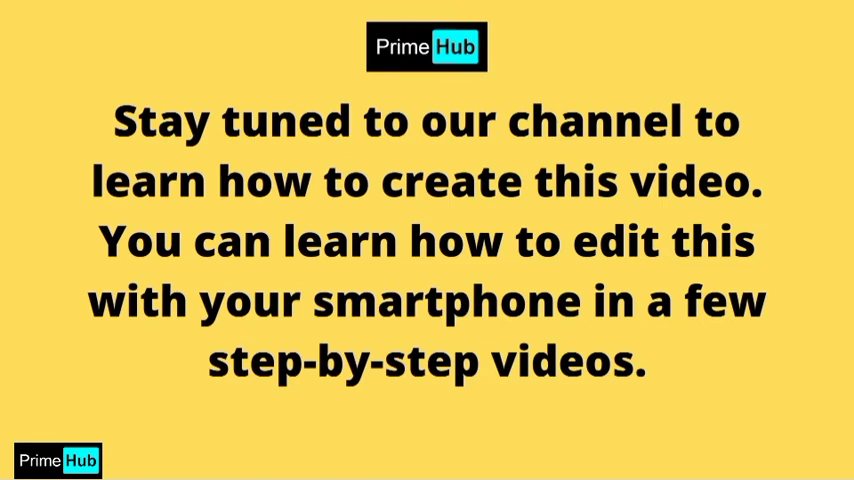 Prime Hub
Stay tuned to our channel to
learn how to create this video.
You can learn how to edit this
with your smartphone in a few
step-by-step videos.
Prime Hub